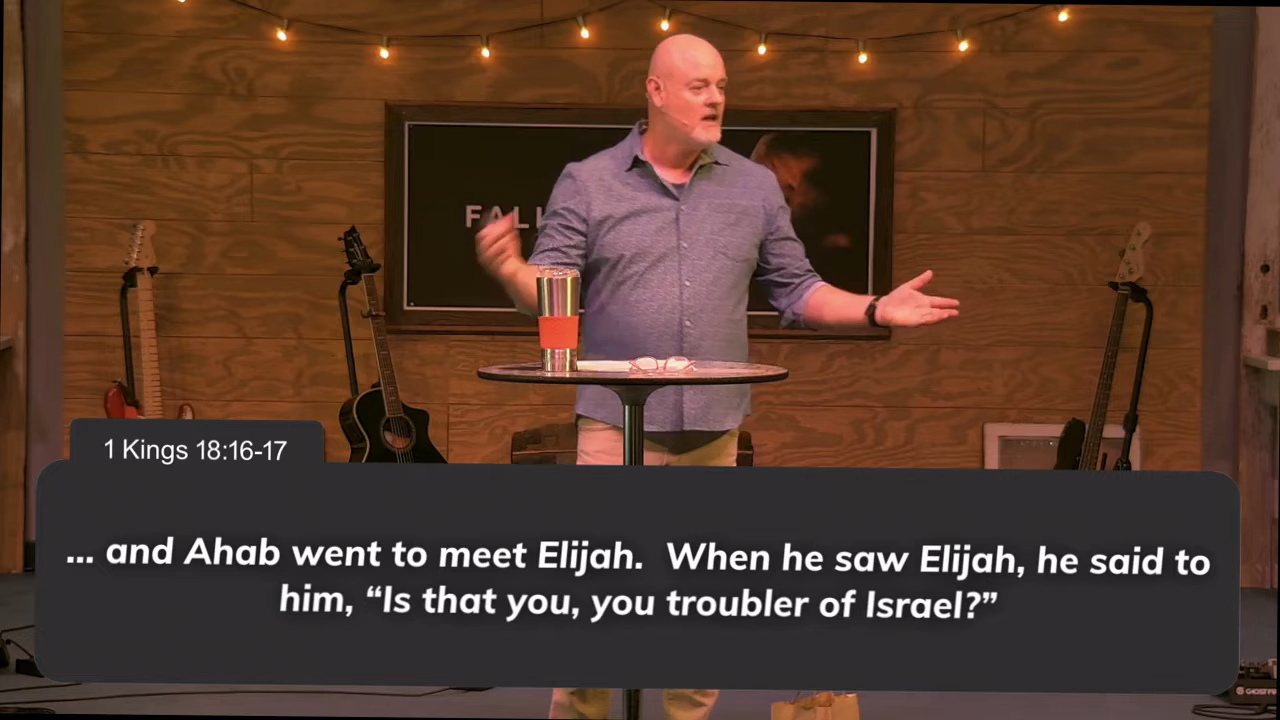 FALL
1 Kings 18:16-17
... and Ahab went to meet Elijah.  When he saw Elijah, he said to
him, “Is that you, you troubler of Israel?”